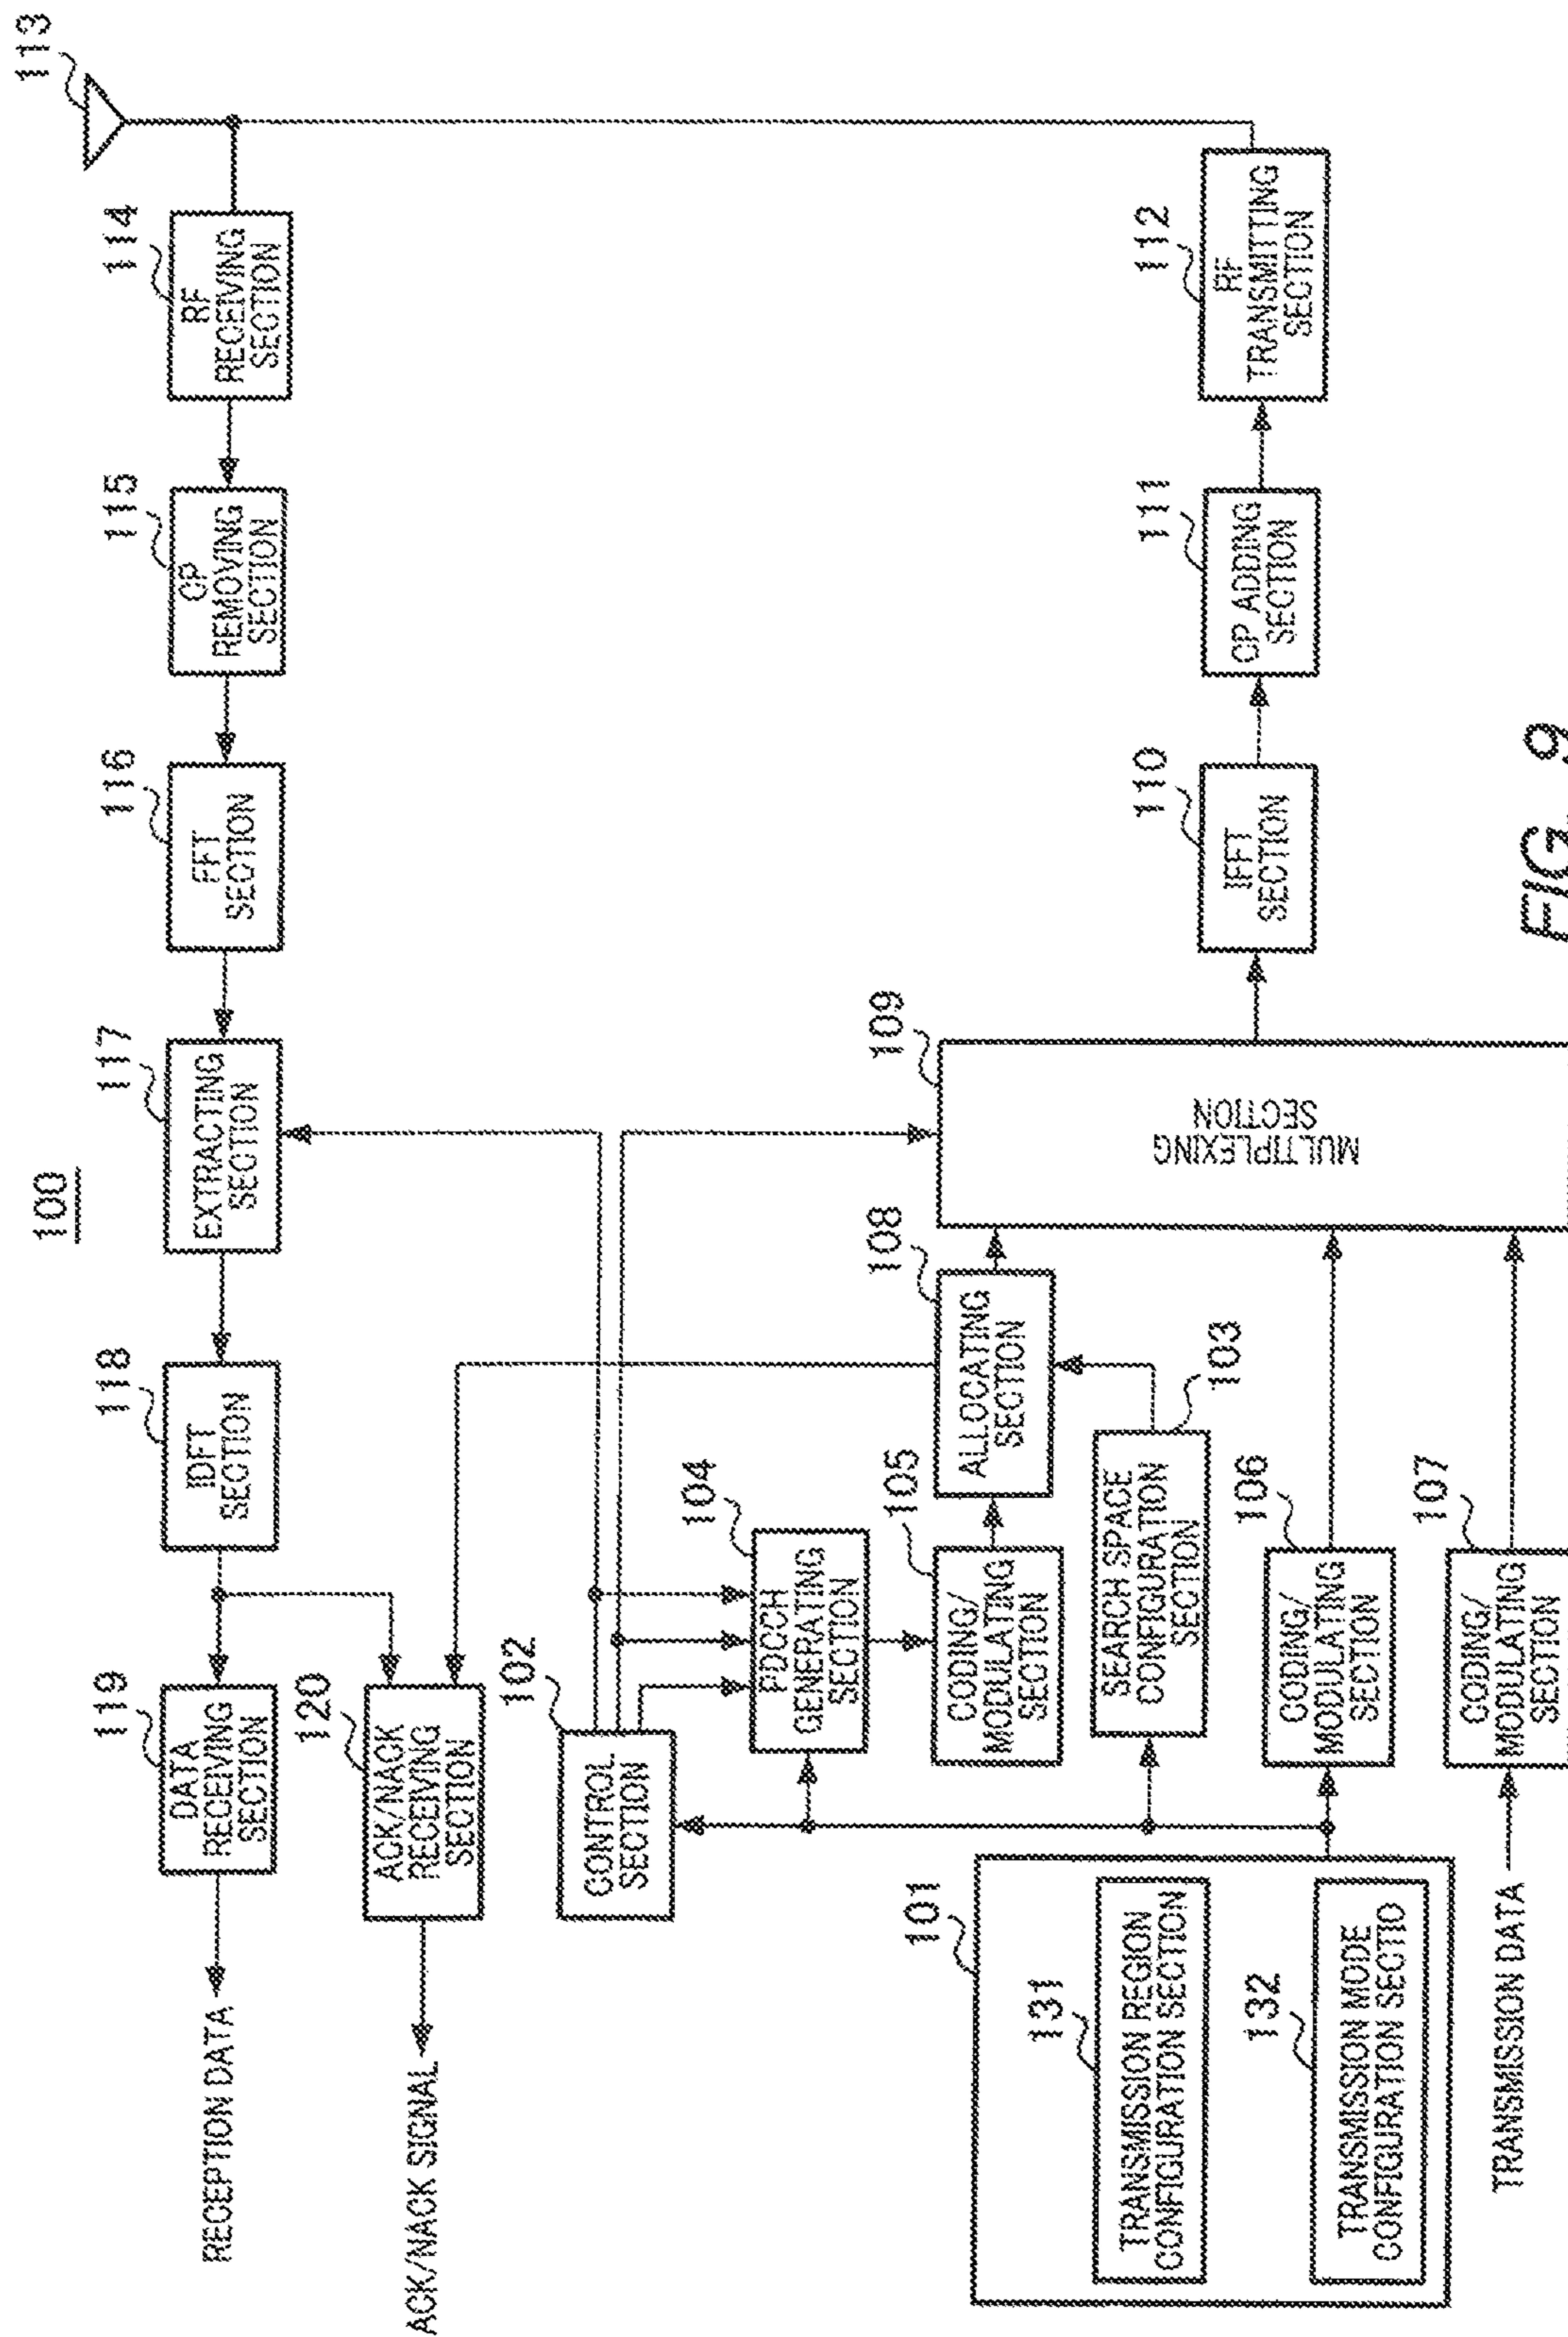 100
113
RECEPTION DATA
119
DATA
RECEIVING
SECTION
118
IDFT
SECTION
117
EXTRACTING
SECTION
116
FFT
SECTION
115
CP
REMOVING
SECTION
114
RF
RECEIVING
SECTION
ACK/NACK SIGNAL
120
ACK/NACK
RECEIVING
SECTION
102
CONTROL
SECTION
104
PDCCH
GENERATING
SECTION
105
CODING/
MODULATING
SECTION
108
ALLOCATING
SECTION
109
MULTIPLEXING
SECTION
110
IFFT
SECTION
111
CP ADDING
SECTION
112
RF
TRANSMITTING
SECTION
101
131
TRANSMISSION REGION
CONFIGURATION SECTION
132
TRANSMISSION MODE
CONFIGURATION SECTIO
103
SEARCH SPACE
CONFIGURATION
SECTION
106
CODING/
MODULATING
SECTION
TRANSMISSION DATA
107
CODING/
MODULATING
SECTION
FIG. 9